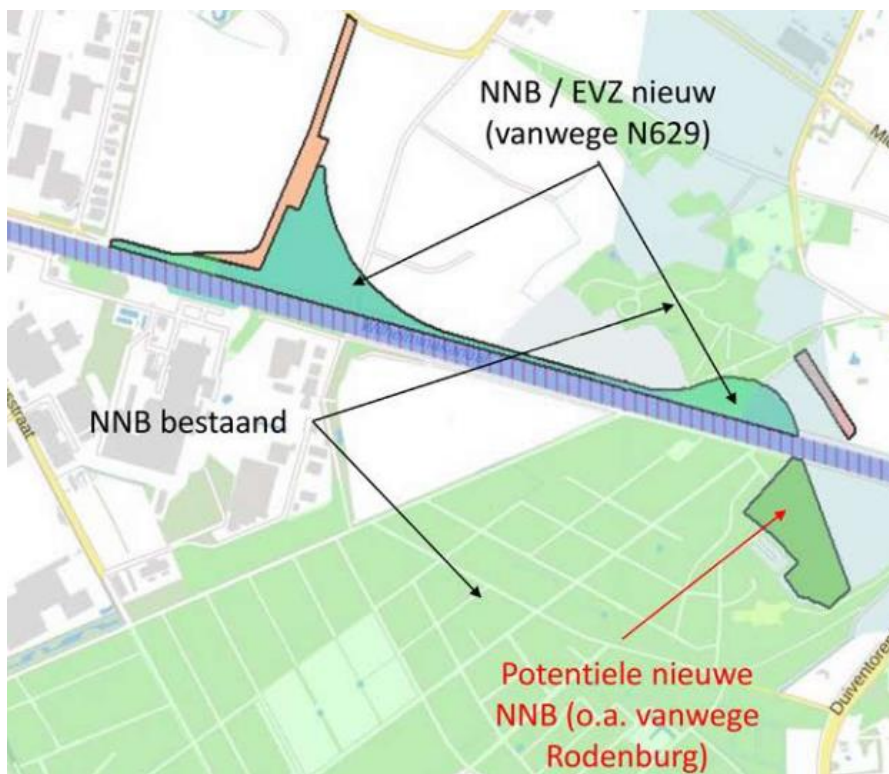 NNB / EVZ nieuw
(vanwege N629)
NNB bestaand
Potentiele nieuwe
NNB (o.a. vanwege
Rodenburg)